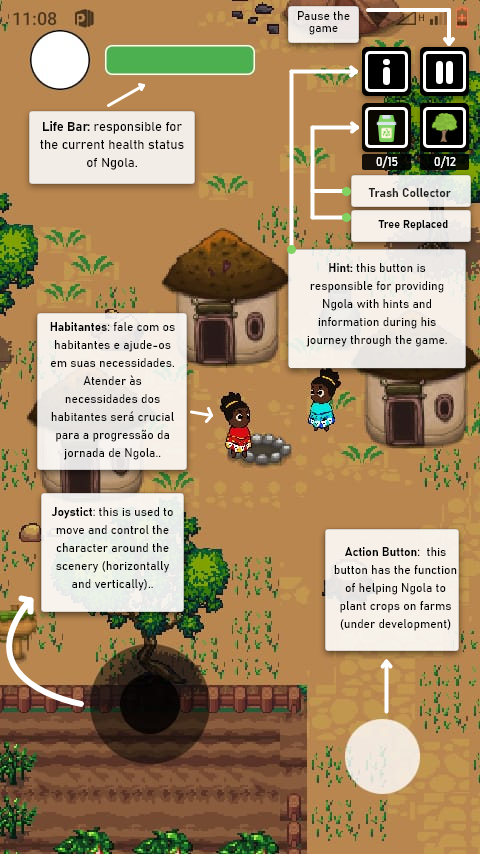 11:08
H
Pause the
game
Life Bar: responsible for
the current health status
of Ngola.
0/15
0/12
Trash Collector
Tree Replaced
Hint: this button is
responsible for providing
Ngola with hints and
information during his
journey through the game.
Habitantes: fale com os
habitantes e ajude-os
em suas necessidades.
Atender às
necessidades dos
habitantes será crucial
para a progressão da
jornada de Ngola..
Joystict: this is used to
move and control the
character around the
scenery (horizontally
and vertically)..
Action Button: this
button has the function
of helping Ngola to
plant crops on farms
(under development)